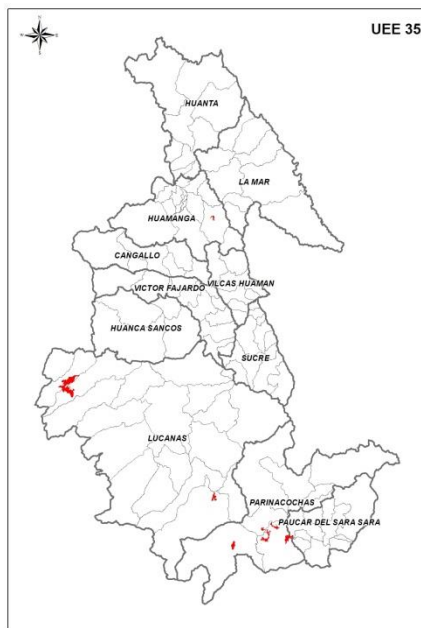 UEE 35
HUANTA
LA MAR
HUAMANGA
CANGALLO
VILCAS HUAMAN
VICTOR FAJARDO
HUANCA SANCOS
SUCRE
LUCANAS
PARINACOCHAS
PAUCAR DEL SARA SARA